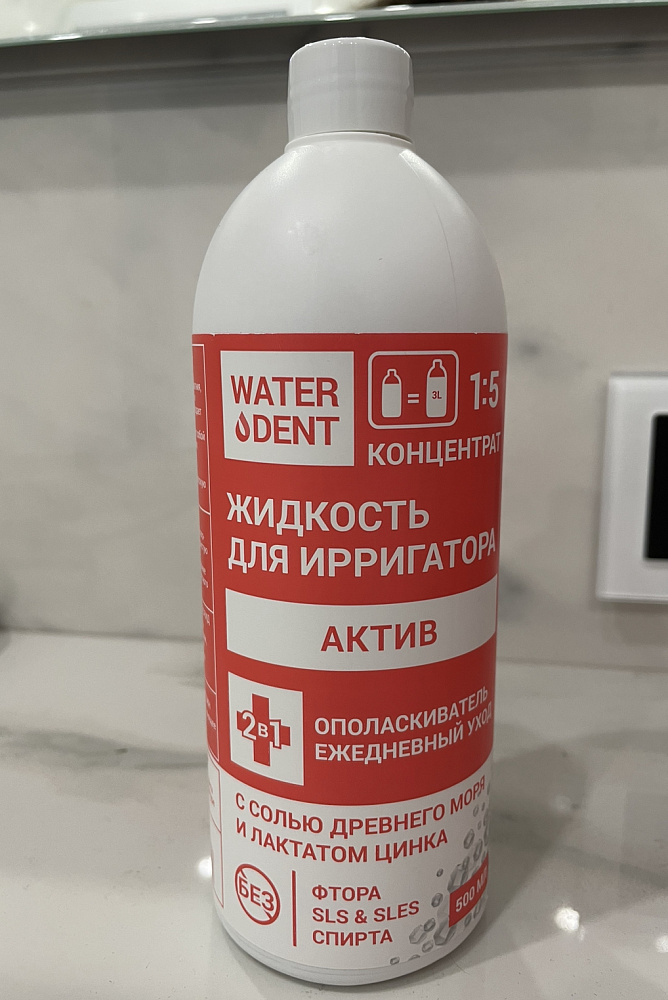 WATER
DENT
= 3L 1:5
КОНЦЕНТРАТ
ЖИДКОСТЬ
ДЛЯ ИРРИГАТОРА
АКТИВ
2в1
ОПОЛАСКИВАТЕЛЬ
ЕЖЕДНЕВНЫЙ УХОД
С СОЛЬЮ ДРЕВНЕГО МОРЯ
И ЛАКТАТОМ ЦИНКА
БЕЗ
ФТОРА
SLS & SLES
СПИРТА
500 МЛ